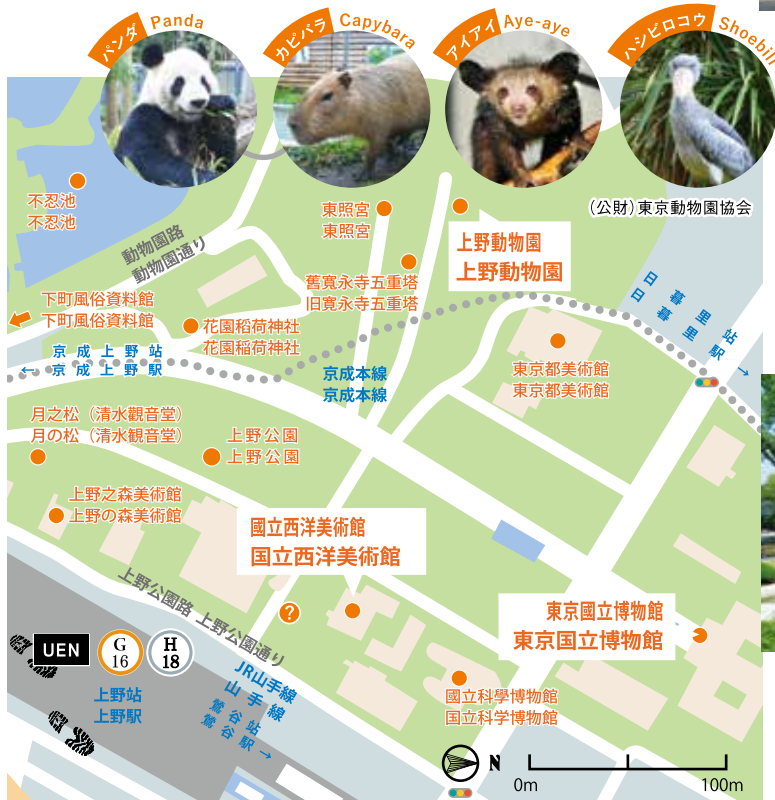 パンダ Panda
カピバラ Capybara
アイアイ Aye-aye
ハシビロコウ Shoebill
(公財)東京動物園協会
不忍池
不忍池
東照宮
東照宮
上野動物園
上野動物園
動物園路
動物園通り
舊寛永寺五重塔
旧寛永寺五重塔
日暮里站
日暮里駅 →
下町風俗資料館
下町風俗資料館
花園稻荷神社
花園稲荷神社
京成上野站
← 京成上野駅
京成本線
京成本線
東京都美術館
東京都美術館
月之松(清水觀音堂)
月の松(清水観音堂)
上野公園
上野公園
上野之森美術館
上野の森美術館
國立西洋美術館
国立西洋美術館
上野公園路 上野公園通り
?
東京國立博物館
東京国立博物館
UEN
G
16
H
18
上野站
上野駅
JR山手線
山手線
鶯谷站
鶯谷駅 →
國立科學博物館
国立科学博物館
N
0m 100m